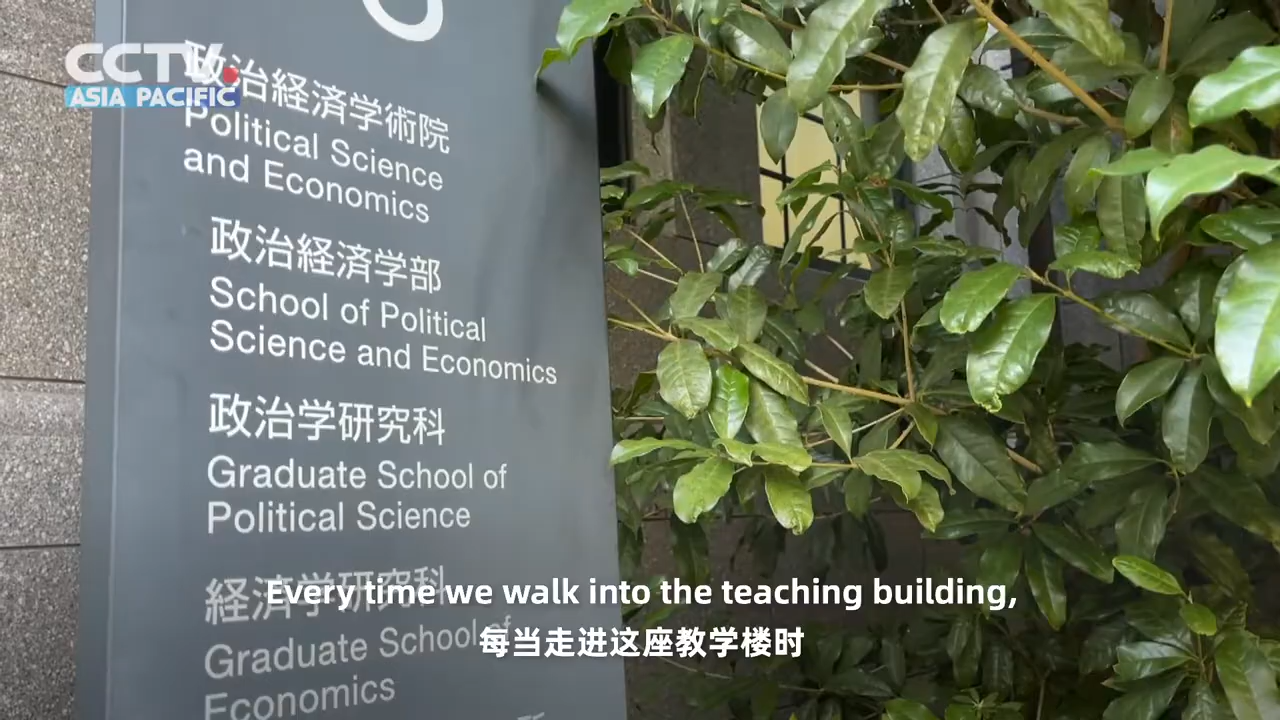 CCTV.
ASIA PACIFIC
政治経済学術院
Political Science
and Economics
政治経済学部
School of Political
Science and Economics
政治学研究科
Graduate School of
Political Science
経済学研究科
Graduate School of
Economics
Every time we walk into the teaching building,
每当走进这座教学楼时